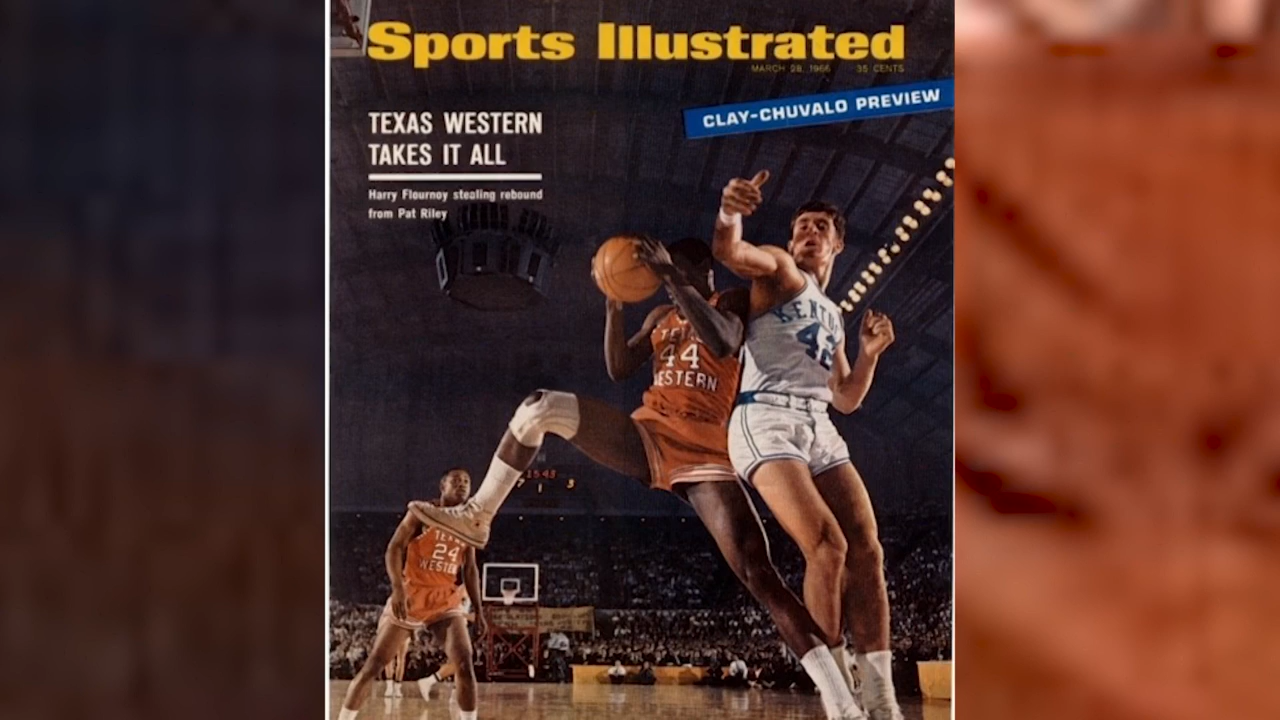 Sports Illustrated
MARCH 28, 1966 35 CENTS
CLAY-CHUVALO PREVIEW
TEXAS WESTERN
TAKES IT ALL
Harry Flournoy stealing rebound
from Pat Riley
44
WESTERN
42
TEXAS
24
WESTERN